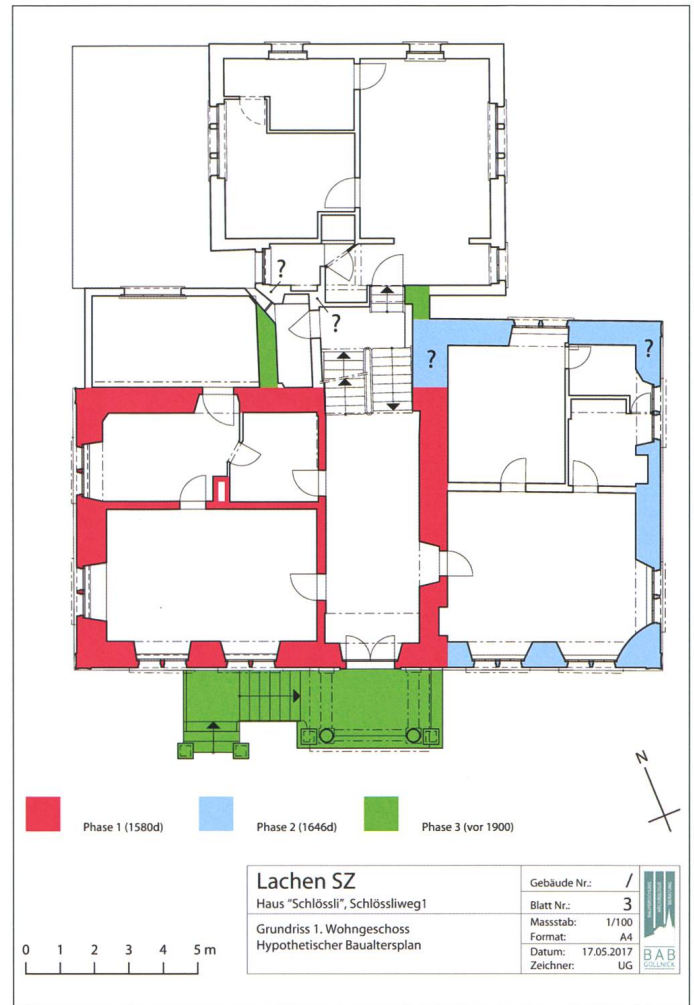 ?
?
?
?
N
Phase 1 (1580d)
Phase 2 (1646d)
Phase 3 (vor 1900)
Lachen SZ
Haus "Schlössli", Schlössliweg1
Grundriss 1. Wohngeschoss
Hypothetischer Baualtersplan
Gebäude Nr.: /
Blatt Nr.: 3
Massstab: 1/100
Format: A4
Datum: 17.05.2017
Zeichner: UG
BAB
GOLLNICK
0 1 2 3 4 5 m